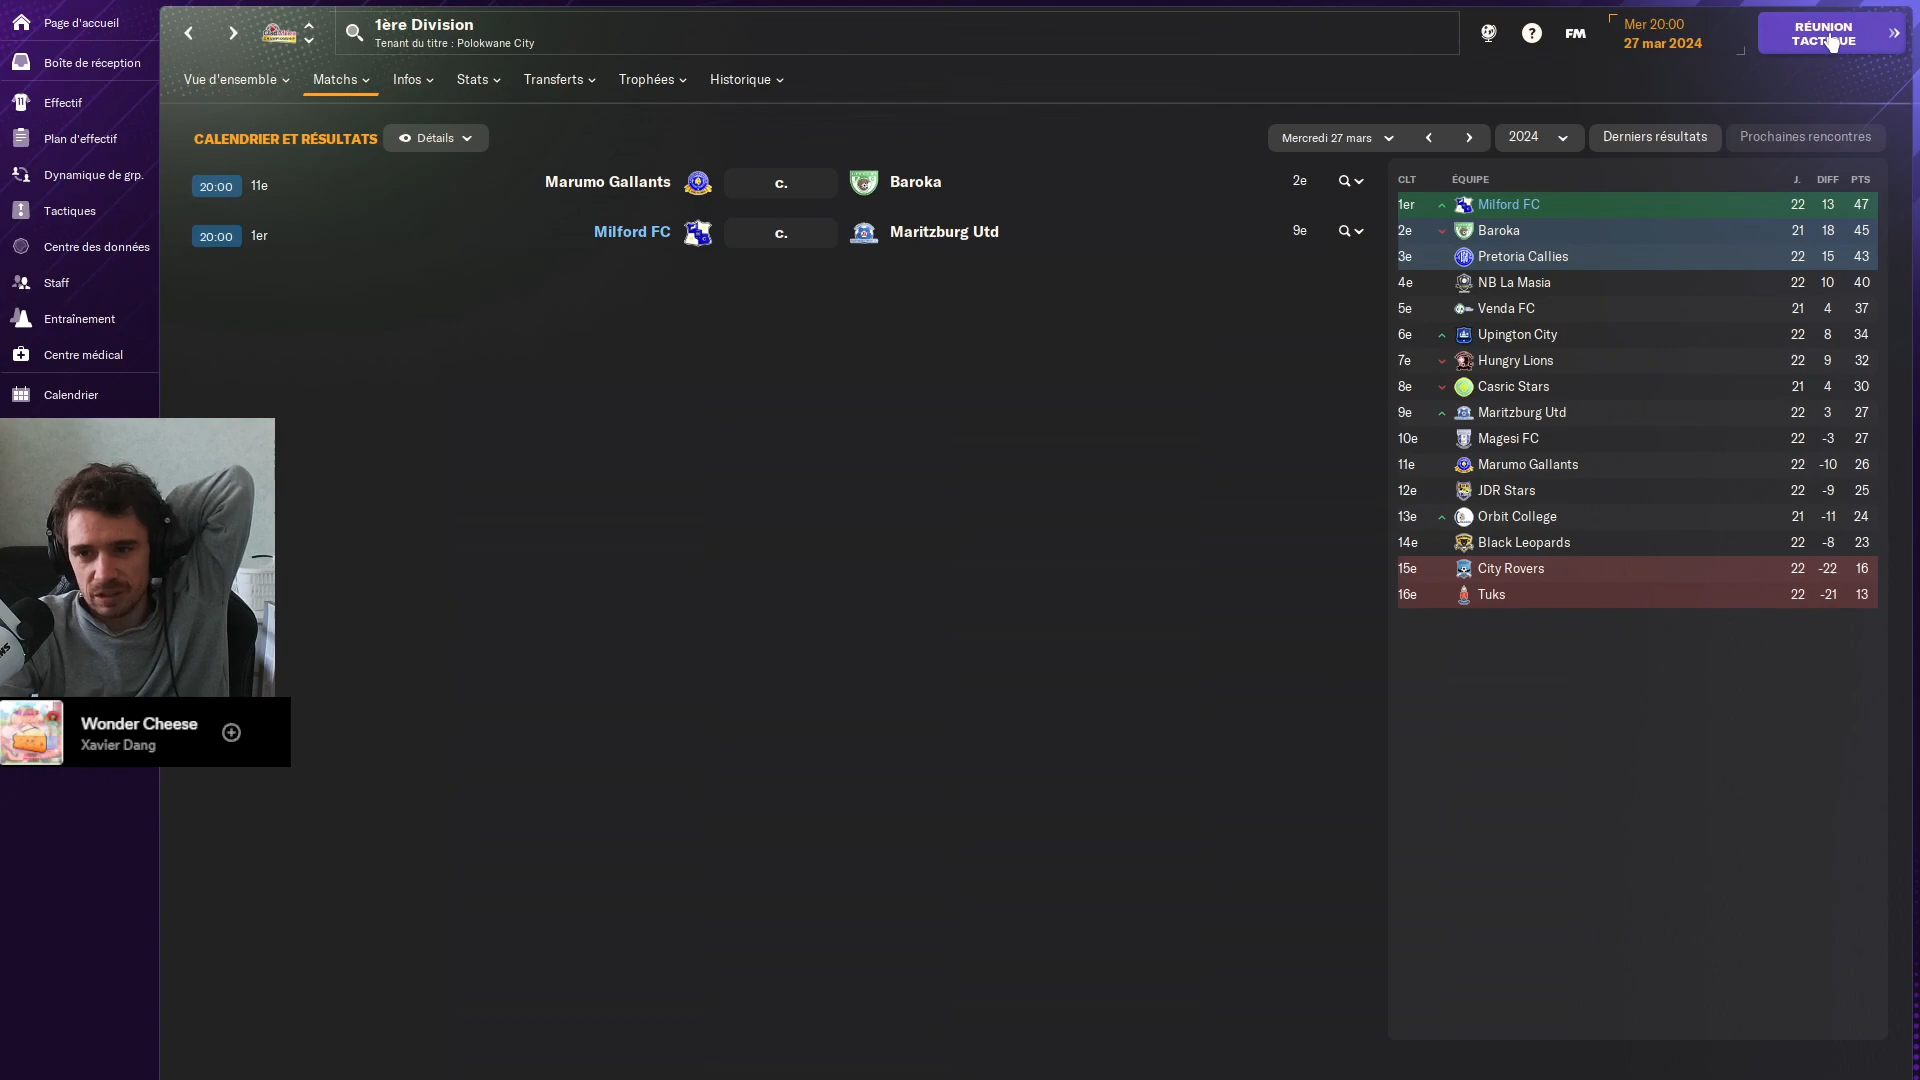 Page d'accueil
Boîte de réception
Effectif
Plan d'effectif
Dynamique de grp.
Tactiques
Centre des données
Staff
Entraînement
Centre médical
Calendrier
1ère Division
Tenant du titre : Polokwane City
?
FM
Mer 20:00
27 mar 2024
RÉUNION
TACTIQUE
Vue d'ensemble
Matchs
Infos
Stats
Transferts
Trophées
Historique
CALENDRIER ET RÉSULTATS
Détails
Mercredi 27 mars
2024
Derniers résultats
Prochaines rencontres
20:00 11e Marumo Gallants c. Baroka 2e
20:00 1er Milford FC c. Maritzburg Utd 9e
CLT ÉQUIPE J. DIFF PTS
1er Milford FC 22 13 47
2e Baroka 21 18 45
3e Pretoria Callies 22 15 43
4e NB La Masia 22 10 40
5e Venda FC 21 4 37
6e Upington City 22 8 34
7e Hungry Lions 22 9 32
8e Casric Stars 21 4 30
9e Maritzburg Utd 22 3 27
10e Magesi FC 22 -3 27
11e Marumo Gallants 22 -10 26
12e JDR Stars 22 -9 25
13e Orbit College 21 -11 24
14e Black Leopards 22 -8 23
15e City Rovers 22 -22 16
16e Tuks 22 -21 13
Wonder Cheese
Xavier Dang